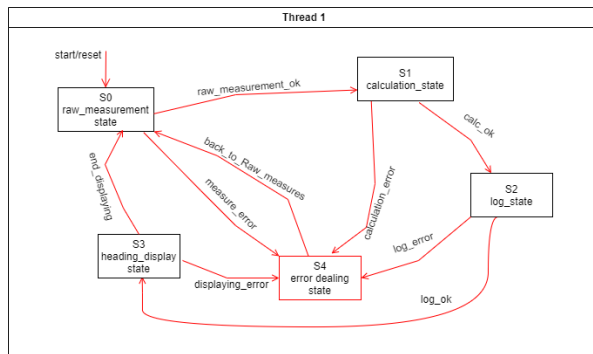 Thread 1
start/reset
S0
raw_measurement
state
raw_measurement_ok
S1
calculation_state
calc_ok
back_to_Raw_measures
measure_error
calculation_error
end_displaying
S2
log_state
S3
heading_display
state
displaying_error
S4
error dealing
state
log_error
log_ok